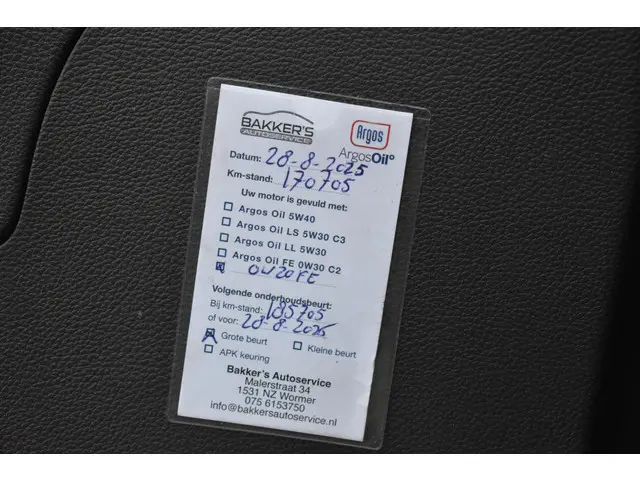 BAKKER'S
AUTOSERVICE
Argos
ArgosOil°
Datum: 28-8-2025
Km-stand: 170705
Uw motor is gevuld met:
Argos Oil 5W40
Argos Oil LS 5W30 C3
Argos Oil LL 5W30
Argos Oil FE 0W30 C2
0W20 FE
Volgende onderhoudsbeurt:
Bij km-stand: 185705
of voor: 28-8-2026
Grote beurt Kleine beurt
APK keuring
Bakker's Autoservice
Malerstraat 34
1531 NZ Wormer
075 6153750
info@bakkersautoservice.nl